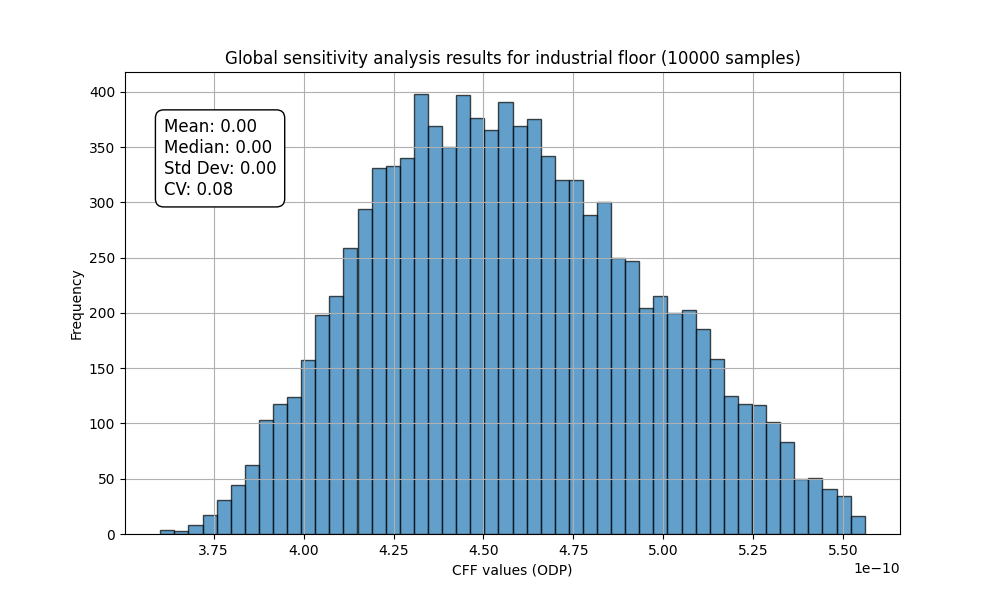 Global sensitivity analysis results for industrial floor (10000 samples)
400
350
300
250
200
150
100
50
0
Frequency
Mean: 0.00
Median: 0.00
Std Dev: 0.00
CV: 0.08
3.75 4.00 4.25 4.50 4.75 5.00 5.25 5.50
1e−10
CFF values (ODP)